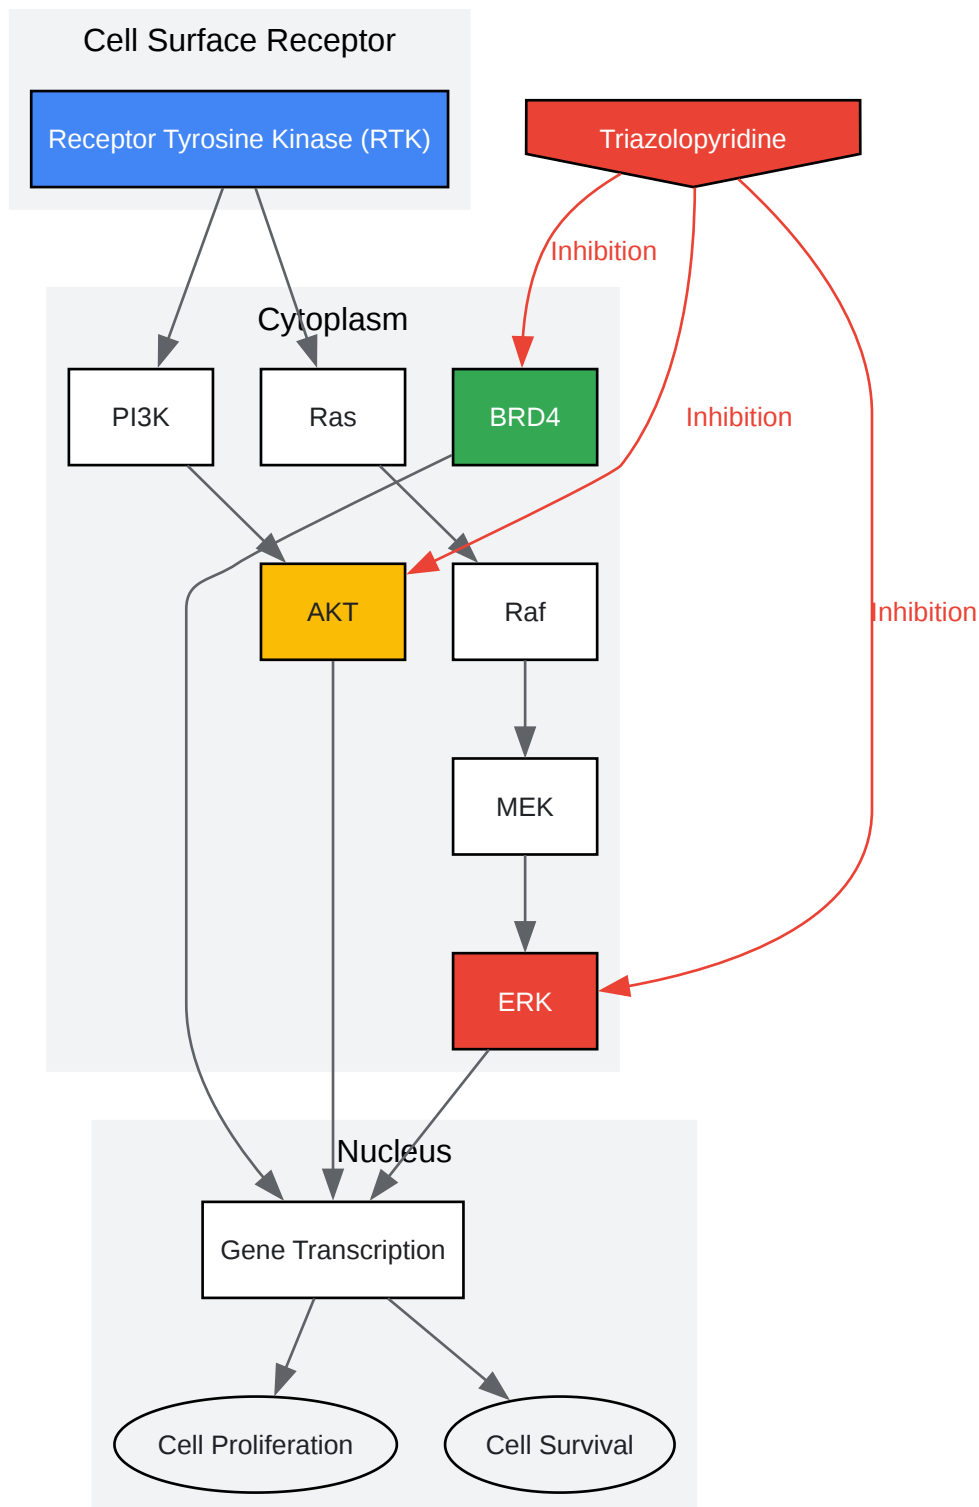 Cell Surface Receptor
Receptor Tyrosine Kinase (RTK)
Triazolopyridine
Inhibition
Cytoplasm
PI3K
Ras
BRD4
Inhibition
AKT
Raf
Inhibition
MEK
ERK
Nucleus
Gene Transcription
Cell Proliferation
Cell Survival